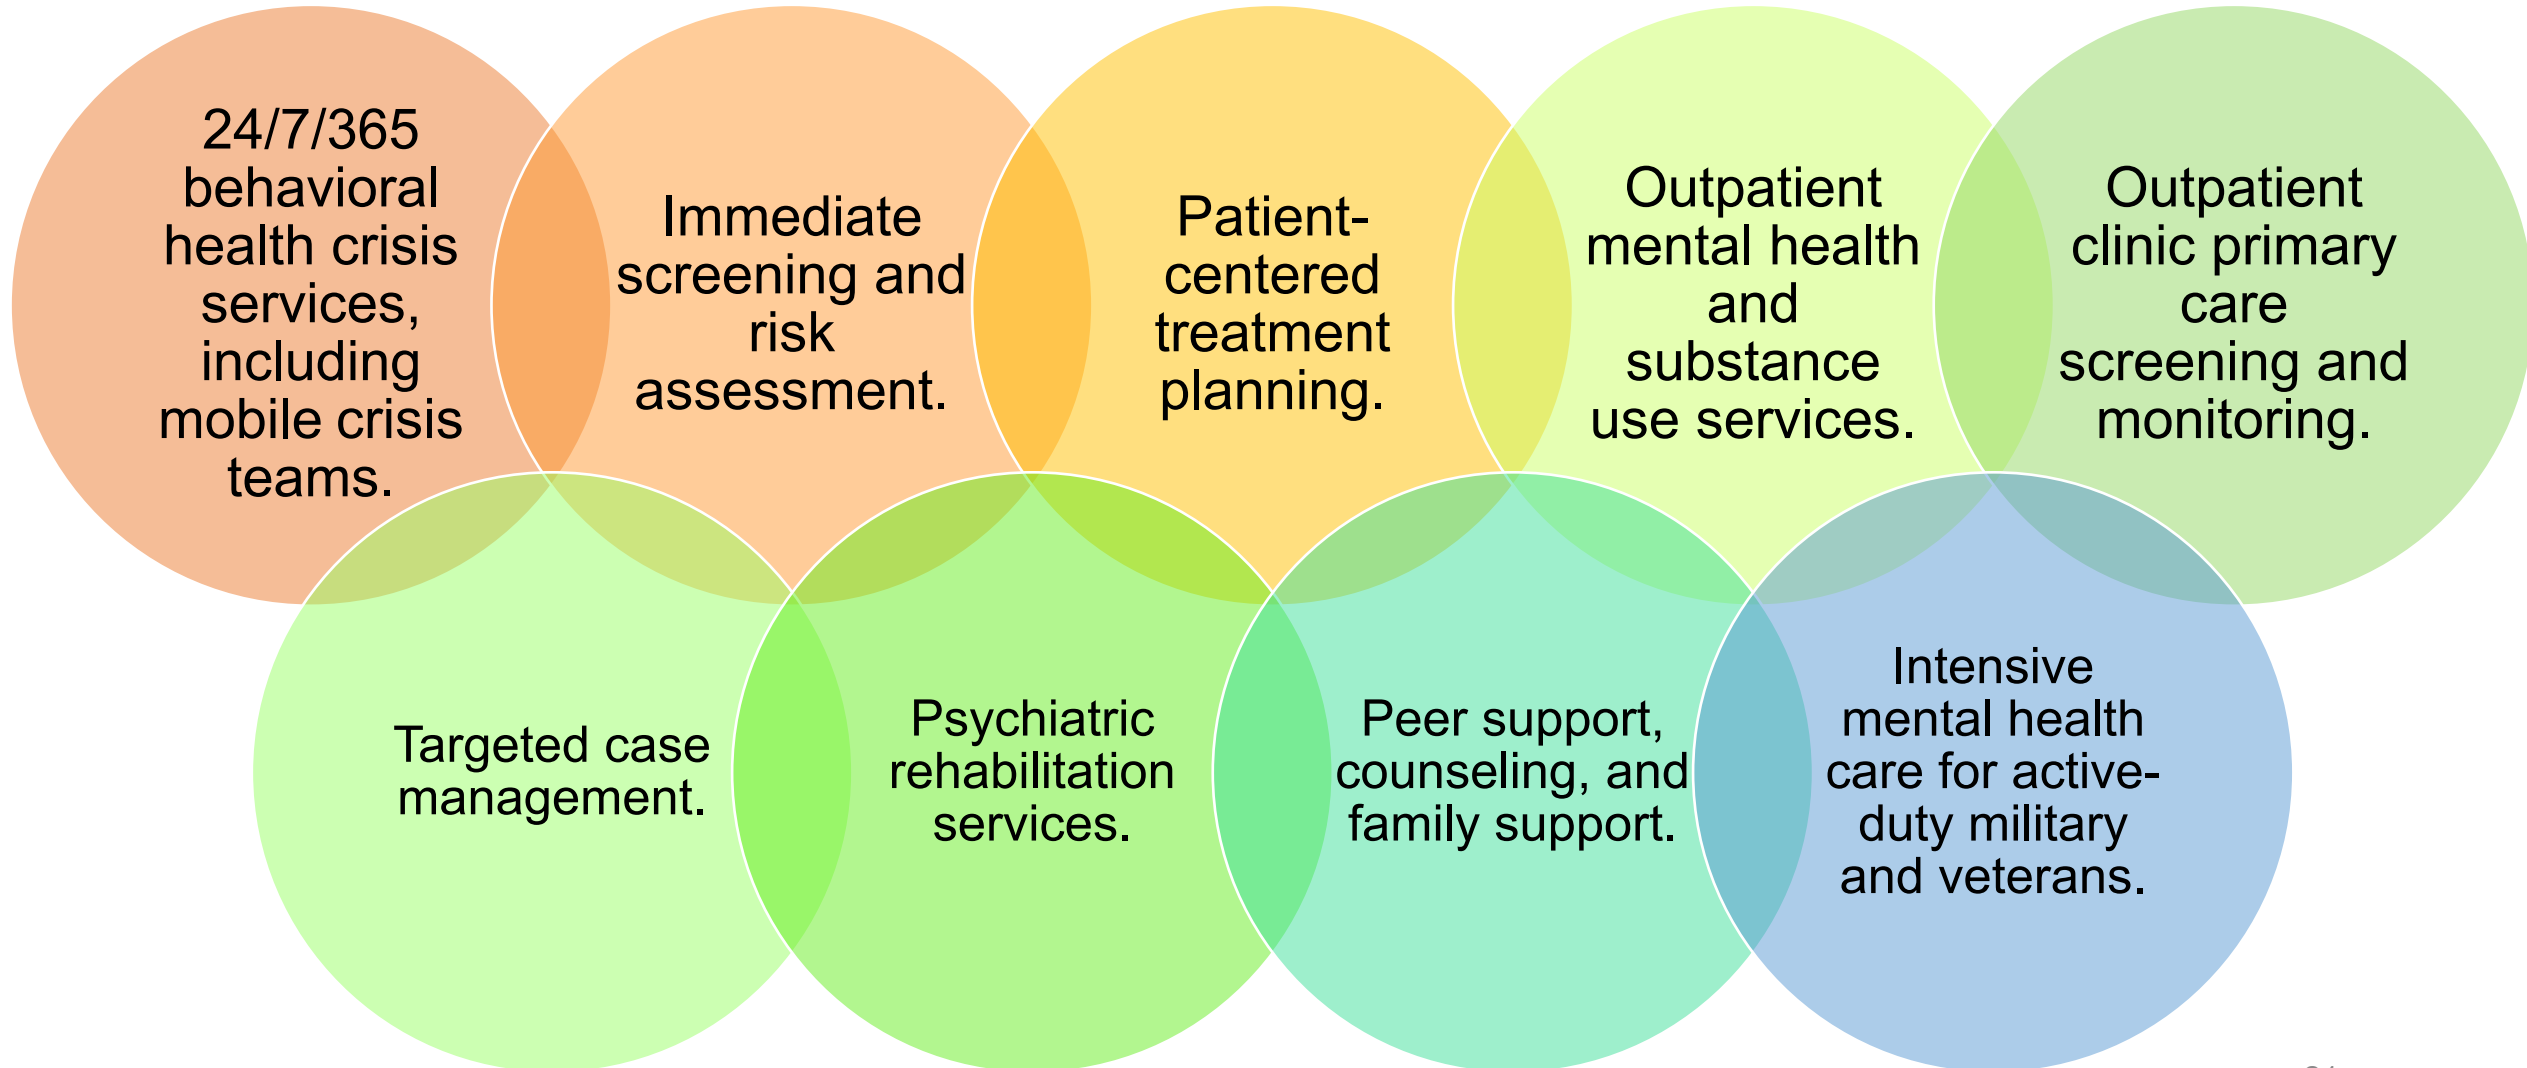 24/7/365
behavioral
health crisis
services,
including
mobile crisis
teams.
Immediate
screening and
risk
assessment.
Patient-
centered
treatment
planning.
Outpatient
mental health
and
substance
use services.
Outpatient
clinic primary
care
screening and
monitoring.
Targeted case
management.
Psychiatric
rehabilitation
services.
Peer support,
counseling, and
family support.
Intensive
mental health
care for active-
duty military
and veterans.